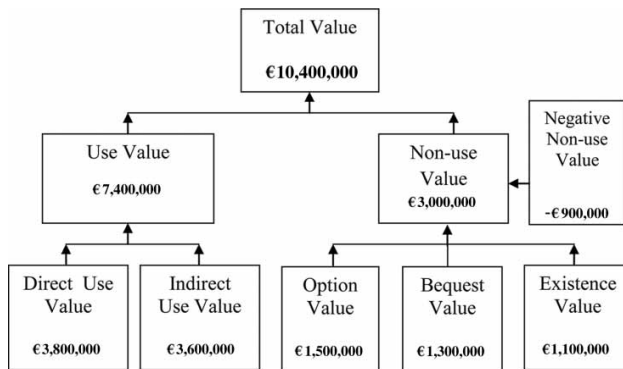 Total Value
€10,400,000
Use Value
€7,400,000
Non-use
Value
€3,000,000
Negative
Non-use
Value
-€900,000
Direct Use
Value
€3,800,000
Indirect
Use Value
€3,600,000
Option
Value
€1,500,000
Bequest
Value
€1,300,000
Existence
Value
€1,100,000